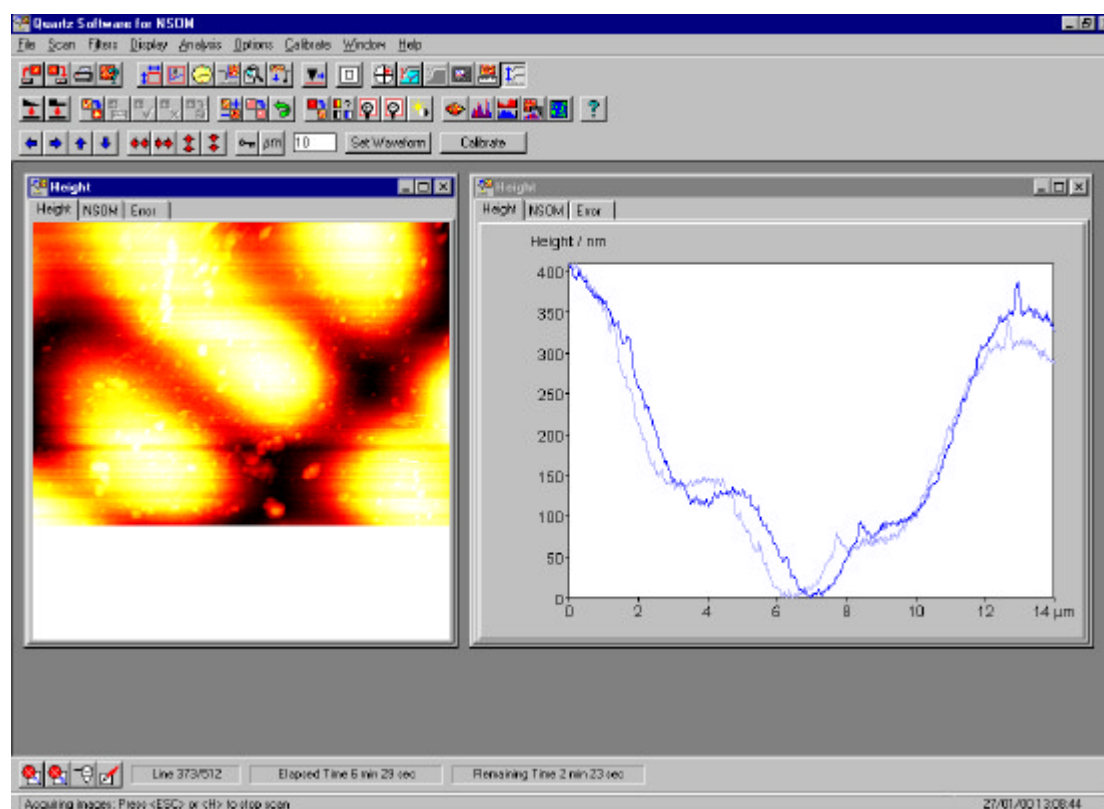 Quartz Software for NSOM
File Scan Filters Display Analysis Options Calibrate Window Help
µm 10 Set Waveform Calibrate
Height
Height NSOM Error
Height
Height NSOM Error
Height / nm
400
350
300
250
200
150
100
50
0
0 2 4 6 8 10 12 14 µm
Line 373/512 Elapsed Time 6 min 29 sec Remaining Time 2 min 23 sec
Acquiring images: Press <ESC> or <H> to stop scan 27/01/00 13:08:44